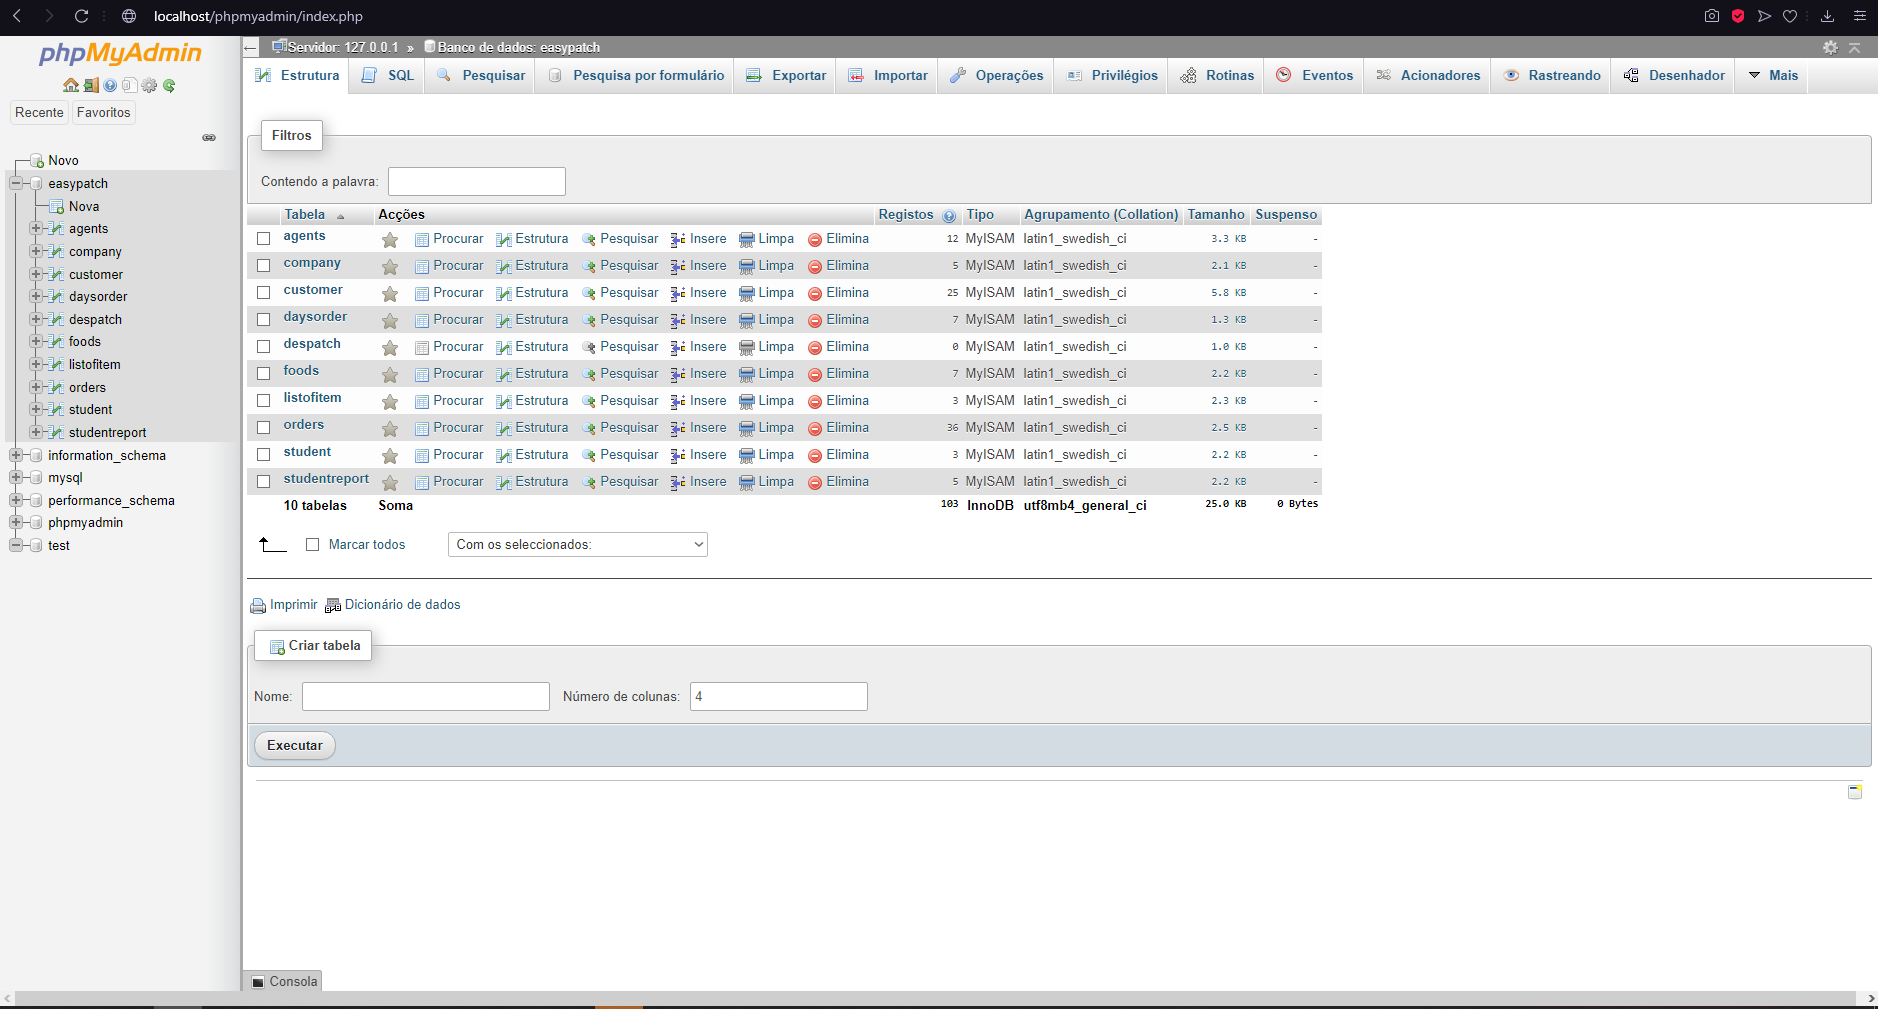 localhost/phpmyadmin/index.php
phpMyAdmin
Recente Favoritos
Novo
easypatch
Nova
agents
company
customer
daysorder
despatch
foods
listofitem
orders
student
studentreport
information_schema
mysql
performance_schema
phpmyadmin
test
Servidor: 127.0.0.1 » Banco de dados: easypatch
Estrutura SQL Pesquisar Pesquisa por formulário Exportar Importar Operações Privilégios Rotinas Eventos Acionadores Rastreando Desenhador Mais
Filtros
Contendo a palavra:
Tabela Acções Registos Tipo Agrupamento (Collation) Tamanho Suspenso
agents Procurar Estrutura Pesquisar Insere Limpa Elimina 12 MyISAM latin1_swedish_ci 3.3 KB -
company Procurar Estrutura Pesquisar Insere Limpa Elimina 5 MyISAM latin1_swedish_ci 2.1 KB -
customer Procurar Estrutura Pesquisar Insere Limpa Elimina 25 MyISAM latin1_swedish_ci 5.8 KB -
daysorder Procurar Estrutura Pesquisar Insere Limpa Elimina 7 MyISAM latin1_swedish_ci 1.3 KB -
despatch Procurar Estrutura Pesquisar Insere Limpa Elimina 0 MyISAM latin1_swedish_ci 1.0 KB -
foods Procurar Estrutura Pesquisar Insere Limpa Elimina 7 MyISAM latin1_swedish_ci 2.2 KB -
listofitem Procurar Estrutura Pesquisar Insere Limpa Elimina 3 MyISAM latin1_swedish_ci 2.3 KB -
orders Procurar Estrutura Pesquisar Insere Limpa Elimina 36 MyISAM latin1_swedish_ci 2.5 KB -
student Procurar Estrutura Pesquisar Insere Limpa Elimina 3 MyISAM latin1_swedish_ci 2.2 KB -
studentreport Procurar Estrutura Pesquisar Insere Limpa Elimina 5 MyISAM latin1_swedish_ci 2.2 KB -
10 tabelas Soma 103 InnoDB utf8mb4_general_ci 25.0 KB 0 Bytes
Marcar todos Com os seleccionados:
Imprimir Dicionário de dados
Criar tabela
Nome: Número de colunas: 4
Executar
Consola